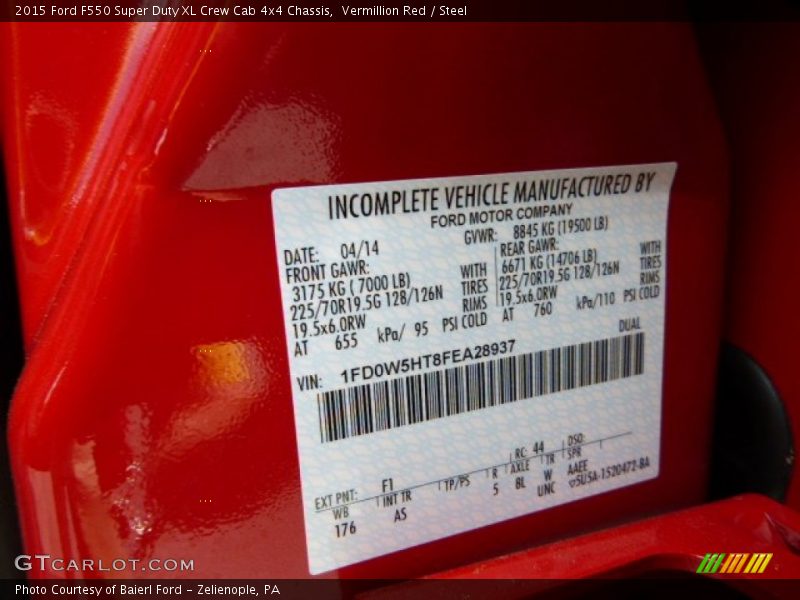 2015 Ford F550 Super Duty XL Crew Cab 4x4 Chassis, Vermillion Red / Steel
INCOMPLETE VEHICLE MANUFACTURED BY
FORD MOTOR COMPANY
DATE: 04/14 GVWR: 8845 KG (19500 LB)
FRONT GAWR: REAR GAWR:
3175 KG ( 7000 LB) WITH 6671 KG (14706 LB) WITH
225/70R19.5G 128/126N TIRES 225/70R19.5G 128/126N TIRES
19.5x6.0RW RIMS 19.5x6.0RW RIMS
AT 655 kPa/ 95 PSI COLD AT 760 kPa/110 PSI COLD
DUAL
VIN: 1FD0W5HT8FEA28937
EXT PNT: F1 RC: 44 DSO:
WB INT TR TP/PS R AXLE TR SPR
176 AS 5 8L W AAEE
UNC 5U5A-1520472-BA
GTCARLOT.COM
Photo Courtesy of Baierl Ford - Zelienople, PA